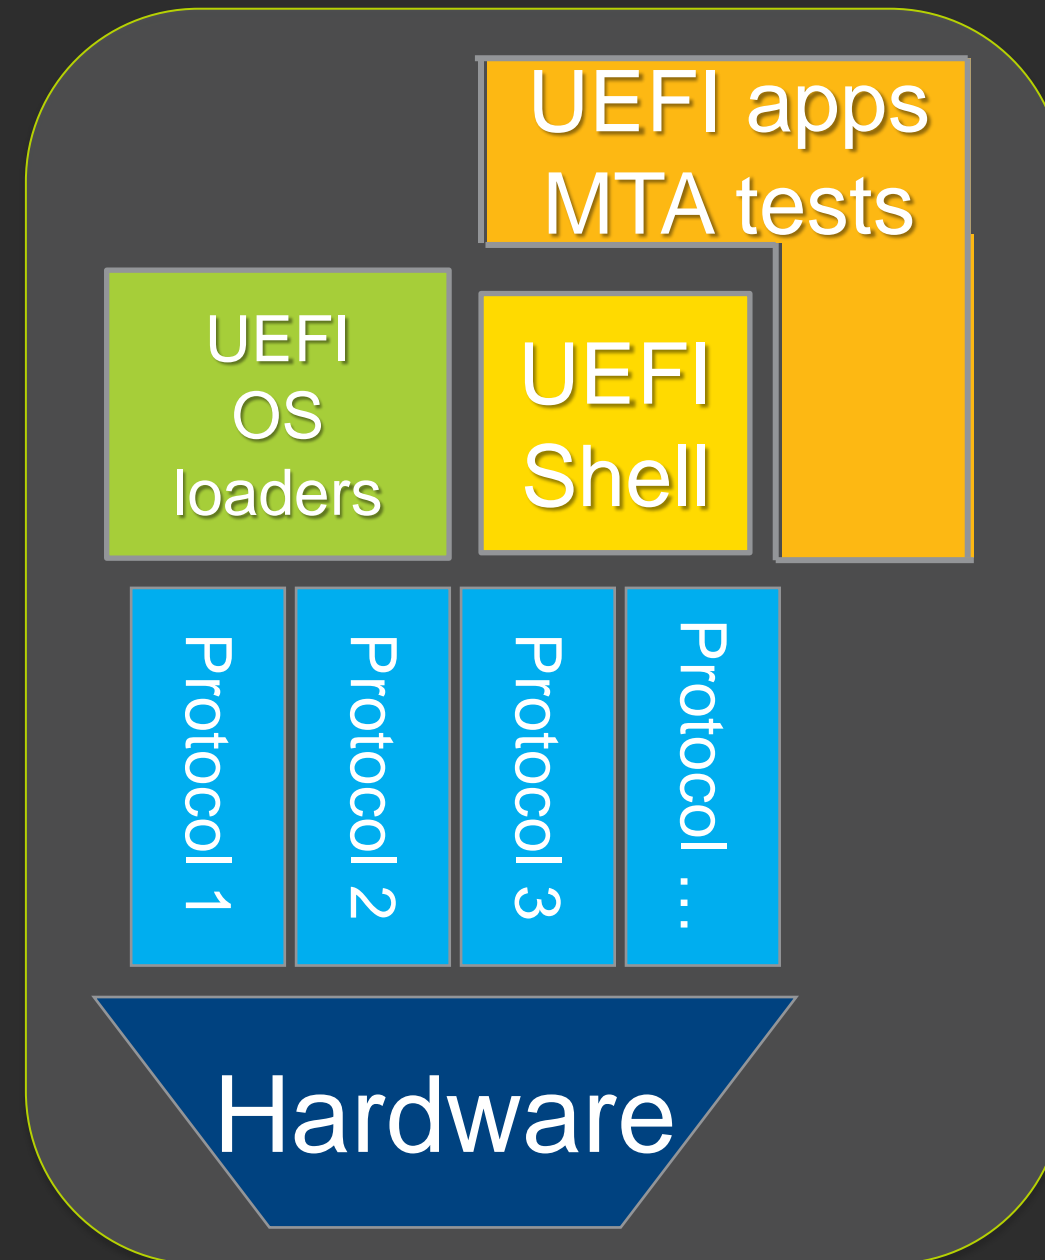 UEFI apps
MTA tests
UEFI
OS
loaders
UEFI
Shell
Protocol 1
Protocol 2
Protocol 3
Protocol …
Hardware